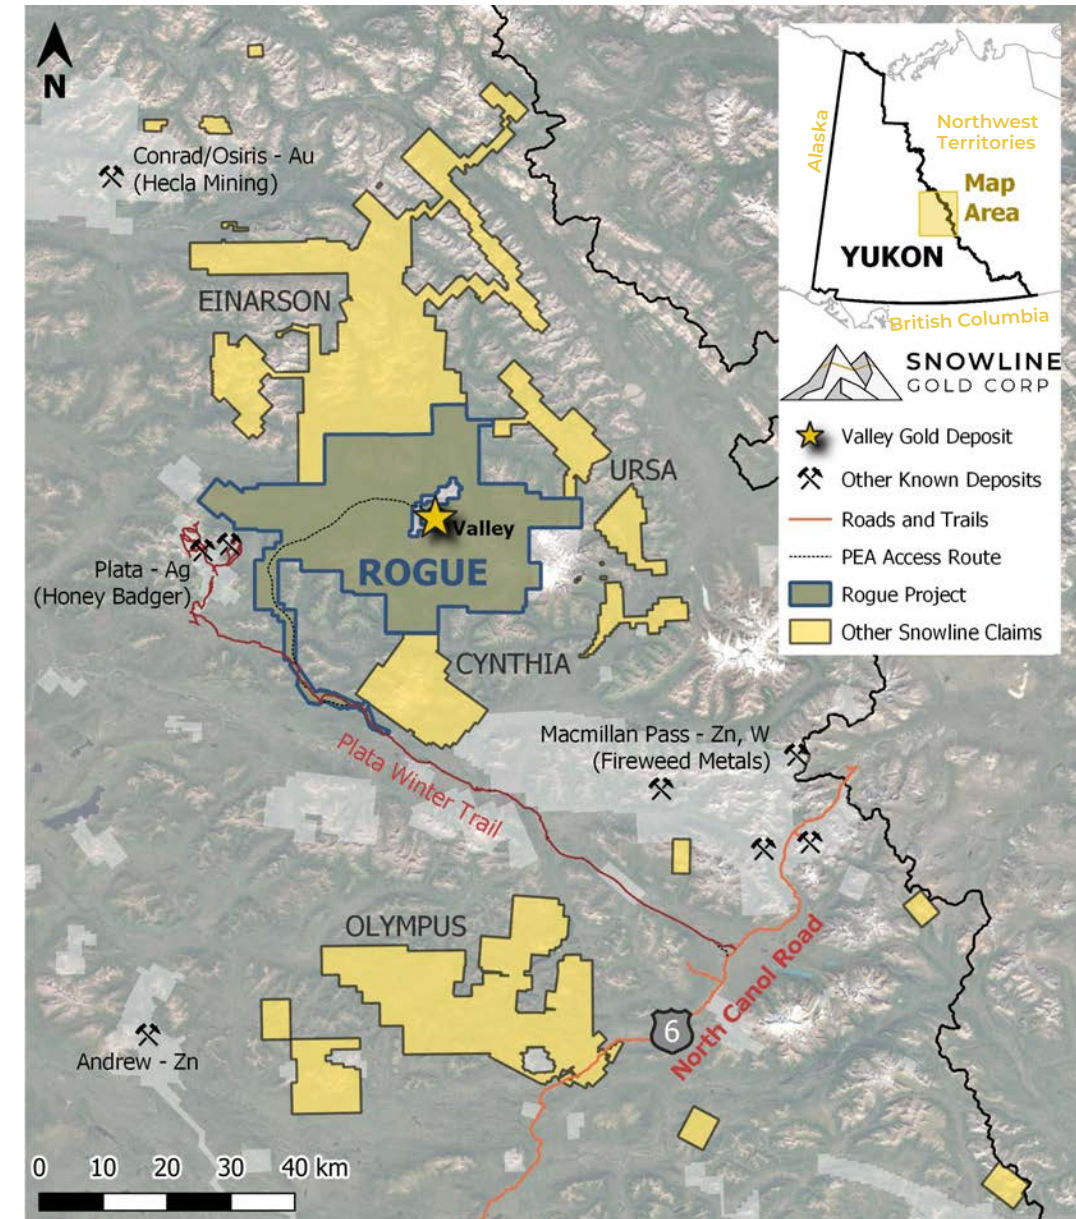 N
Conrad/Osiris - Au
(Hecla Mining)
EINARSON
Alaska
Northwest
Territories
Map
Area
YUKON
British Columbia
SNOWLINE
GOLD CORP
Valley Gold Deposit
Other Known Deposits
Roads and Trails
PEA Access Route
Rogue Project
Other Snowline Claims
URSA
Valley
ROGUE
Plata - Ag
(Honey Badger)
CYNTHIA
Macmillan Pass - Zn, W
(Fireweed Metals)
Plata Winter Trail
OLYMPUS
North Canol Road
6
Andrew - Zn
0 10 20 30 40 km